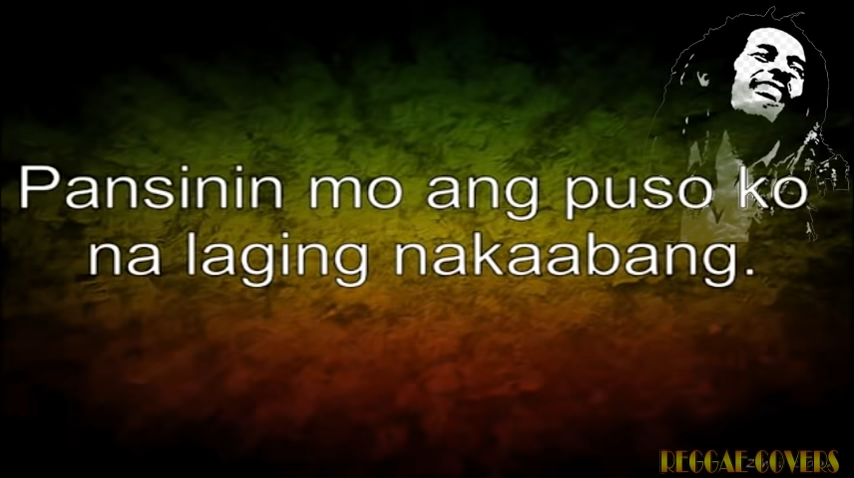 Pansinin mo ang puso ko
na laging nakaabang.
REGGAE COVERS